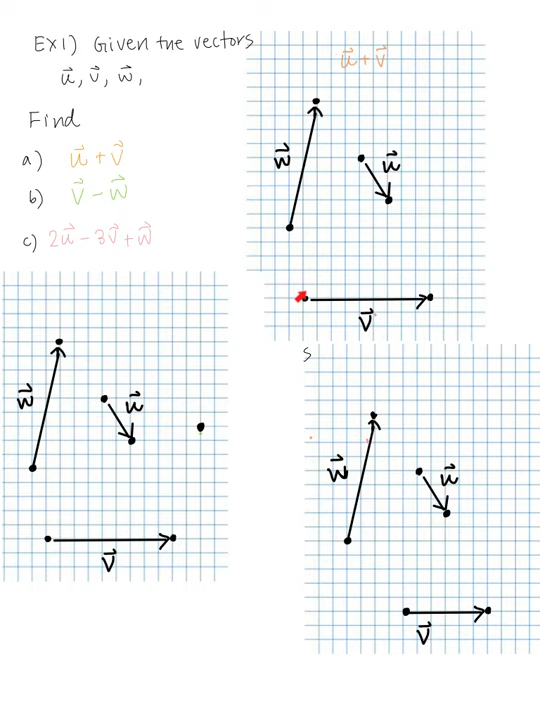 Ex1) Given the vectors
u⃗, v⃗, w⃗,
Find
a) u⃗ + v⃗
b) v⃗ − w⃗
c) 2u⃗ − 3v⃗ + w⃗
u⃗ + v⃗
w⃗
w⃗
v⃗
w⃗
w⃗
v⃗
S
w⃗
w⃗
v⃗